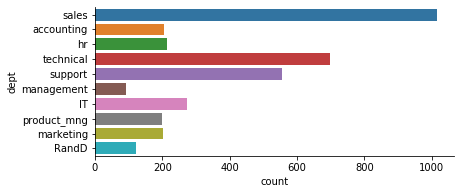 sales
accounting
hr
technical
support
management
IT
product_mng
marketing
RandD
dept
0 200 400 600 800 1000
count